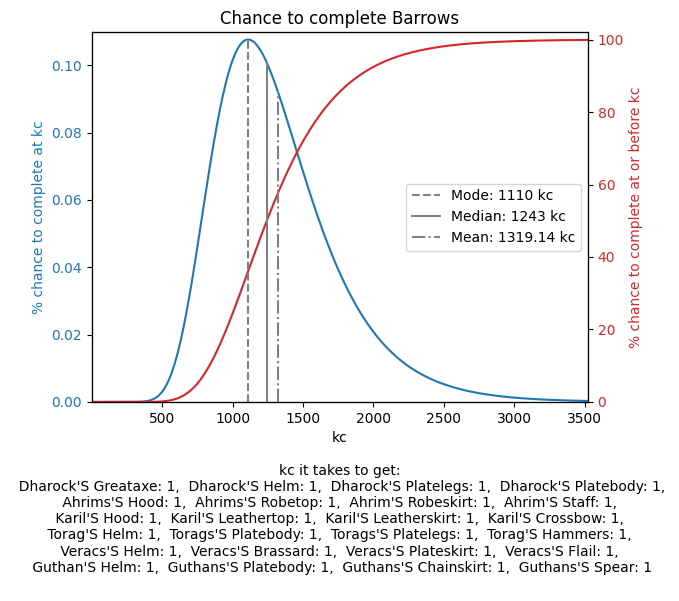 Chance to complete Barrows
0.10
0.08
0.06
0.04
0.02
0.00
% chance to complete at kc
100
80
60
40
20
0
% chance to complete at or before kc
Mode: 1110 kc
Median: 1243 kc
Mean: 1319.14 kc
500 1000 1500 2000 2500 3000 3500
kc
kc it takes to get:
Dharock'S Greataxe: 1, Dharock'S Helm: 1, Dharock'S Platelegs: 1, Dharock'S Platebody: 1,
Ahrims'S Hood: 1, Ahrims'S Robetop: 1, Ahrim'S Robeskirt: 1, Ahrim'S Staff: 1,
Karil'S Hood: 1, Karil'S Leathertop: 1, Karil'S Leatherskirt: 1, Karil'S Crossbow: 1,
Torag'S Helm: 1, Torags'S Platebody: 1, Torags'S Platelegs: 1, Torag'S Hammers: 1,
Veracs'S Helm: 1, Veracs'S Brassard: 1, Veracs'S Plateskirt: 1, Veracs'S Flail: 1,
Guthan'S Helm: 1, Guthans'S Platebody: 1, Guthans'S Chainskirt: 1, Guthans'S Spear: 1